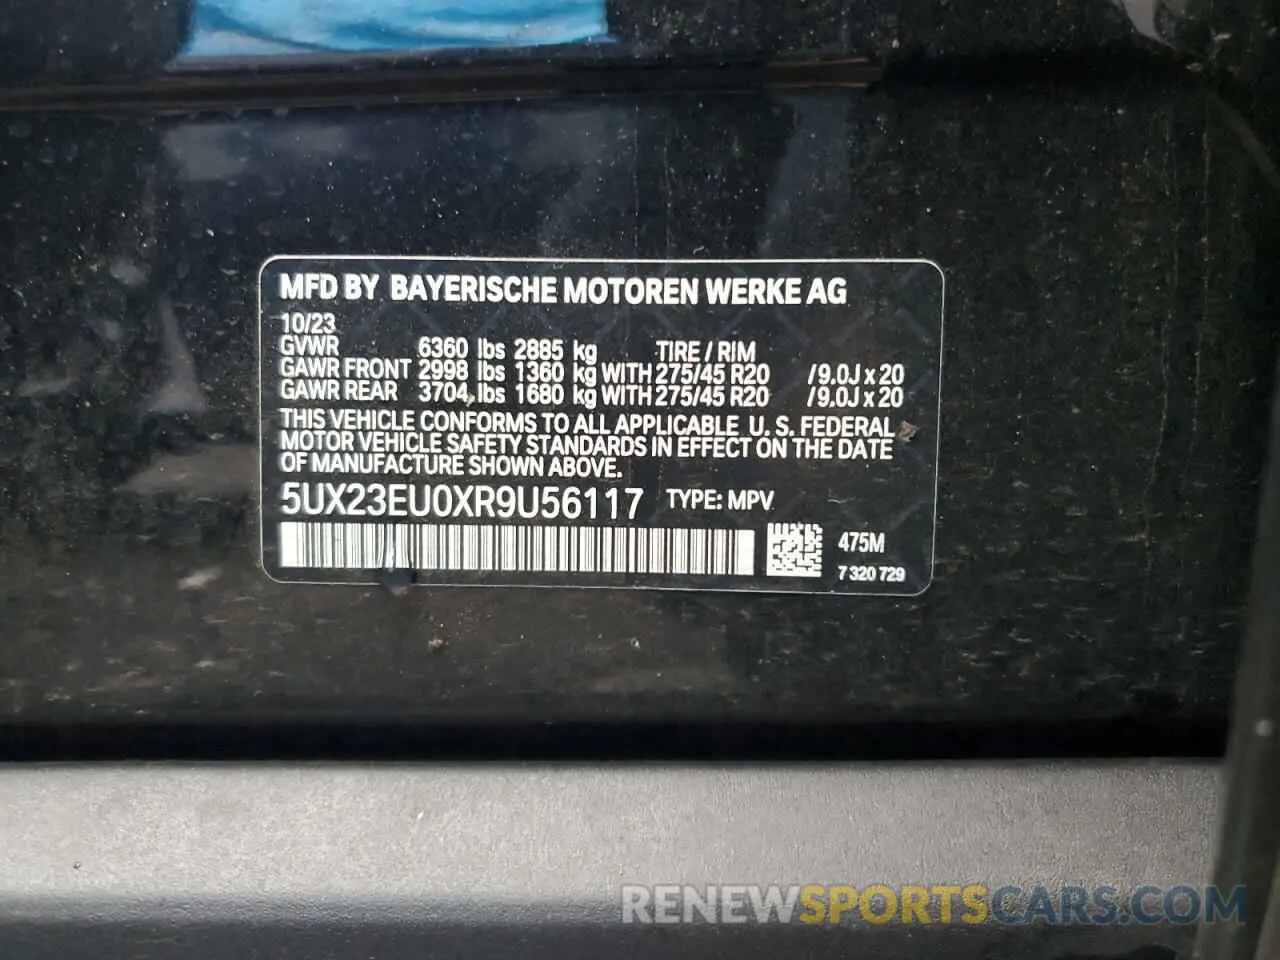 MFD BY BAYERISCHE MOTOREN WERKE AG
10/23
GVWR 6360 lbs 2885 kg TIRE / RIM
GAWR FRONT 2998 lbs 1360 kg WITH 275/45 R20 /9.0J x 20
GAWR REAR 3704 lbs 1680 kg WITH 275/45 R20 /9.0J x 20
THIS VEHICLE CONFORMS TO ALL APPLICABLE U. S. FEDERAL
MOTOR VEHICLE SAFETY STANDARDS IN EFFECT ON THE DATE
OF MANUFACTURE SHOWN ABOVE.
5UX23EU0XR9U56117 TYPE: MPV
475M
7 320 729
RENEWSPORTSCARS.COM